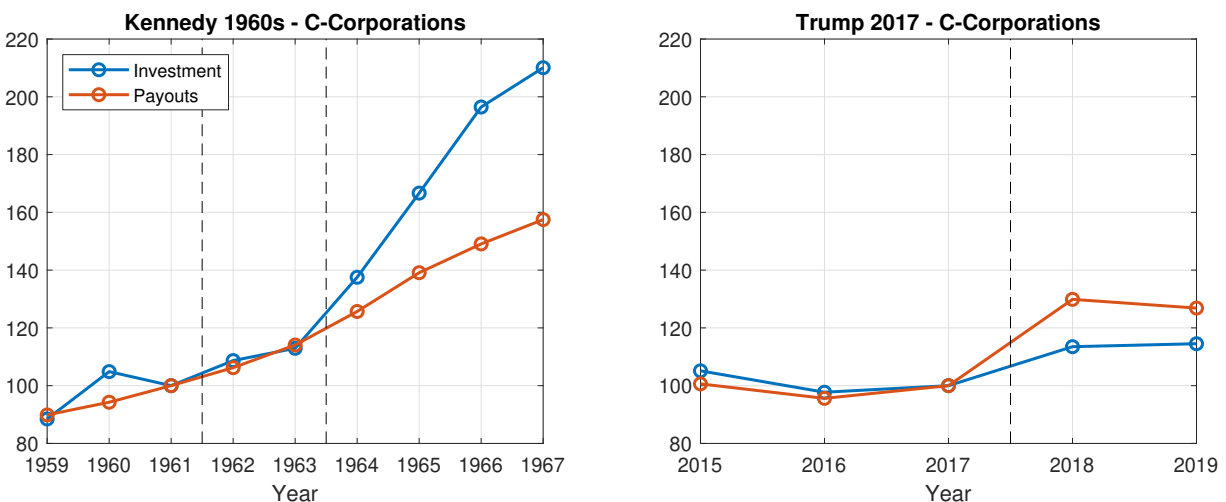 Kennedy 1960s - C-Corporations
220
200
180
160
140
120
100
80
Investment
Payouts
1959 1960 1961 1962 1963 1964 1965 1966 1967
Year
Trump 2017 - C-Corporations
220
200
180
160
140
120
100
80
2015 2016 2017 2018 2019
Year